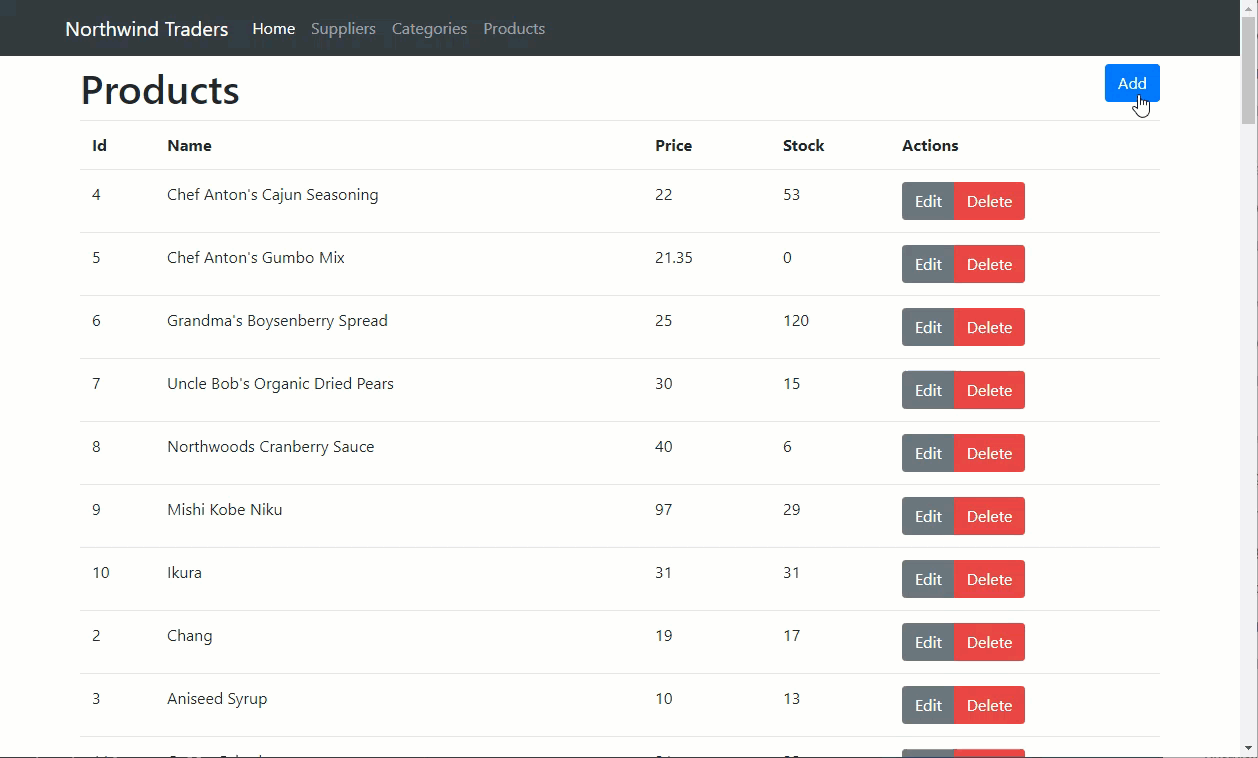 Northwind Traders Home Suppliers Categories Products
Products Add
Id Name Price Stock Actions
4 Chef Anton's Cajun Seasoning 22 53 Edit Delete
5 Chef Anton's Gumbo Mix 21.35 0 Edit Delete
6 Grandma's Boysenberry Spread 25 120 Edit Delete
7 Uncle Bob's Organic Dried Pears 30 15 Edit Delete
8 Northwoods Cranberry Sauce 40 6 Edit Delete
9 Mishi Kobe Niku 97 29 Edit Delete
10 Ikura 31 31 Edit Delete
2 Chang 19 17 Edit Delete
3 Aniseed Syrup 10 13 Edit Delete